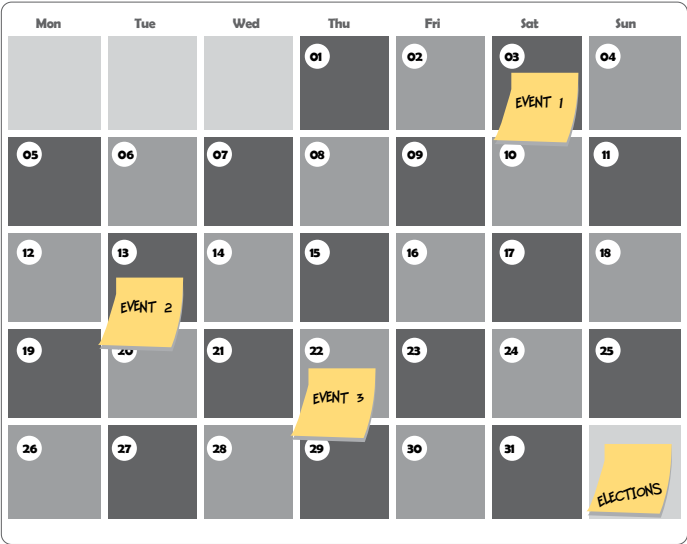 Mon Tue Wed Thu Fri Sat Sun
01 02 03 04
EVENT 1
05 06 07 08 09 10 11
12 13 14 15 16 17 18
EVENT 2
19 20 21 22 23 24 25
EVENT 3
26 27 28 29 30 31
ELECTIONS